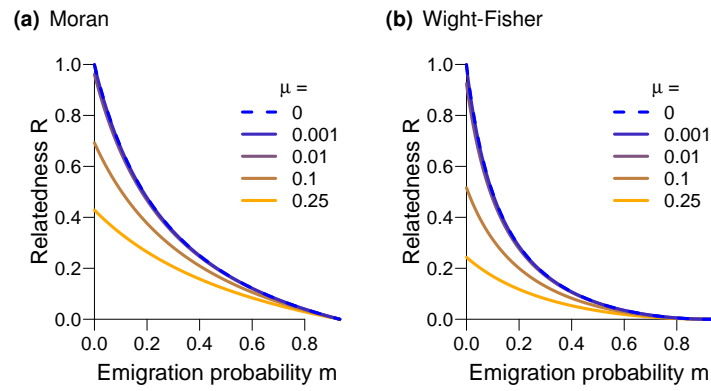 (a) Moran
Relatedness R
1.0
0.8
0.6
0.4
0.2
0.0
0.0 0.2 0.4 0.6 0.8
Emigration probability m
μ =
0
0.001
0.01
0.1
0.25
(b) Wight-Fisher
Relatedness R
1.0
0.8
0.6
0.4
0.2
0.0
0.0 0.2 0.4 0.6 0.8
Emigration probability m
μ =
0
0.001
0.01
0.1
0.25